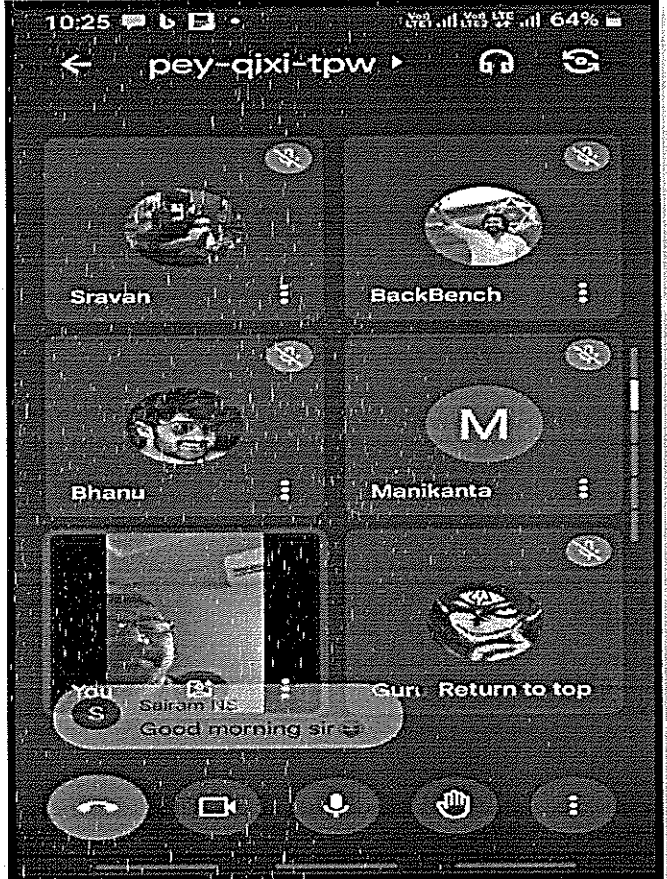 10:25 64%
pey-qixi-tpw
Sravan BackBench
Bhanu M Manikanta
You Return to top
S Sairam NS
Good morning sir